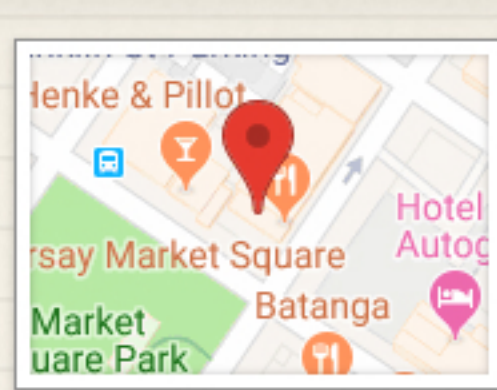 Henke & Pillot
Hotel
Autog
rsay Market Square
Batanga
Market
uare Park